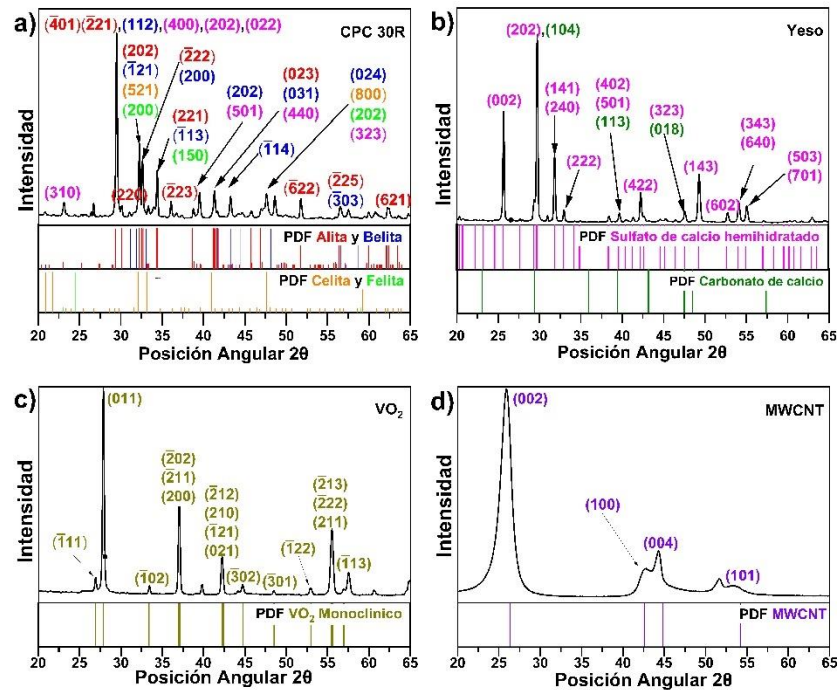 a)
(4̅01)(2̅21),(112),(400),(202),(022)
CPC 30R
(202)
(1̅21)
(521)
(200)
(2̅22)
(200)
(221)
(1̅13)
(150)
(202)
(501)
(023)
(031)
(440)
(024)
(800)
(202)
(323)
(1̅14)
(310)
(220)
(2̅23)
(6̅22)
(2̅25)
(3̅03)
(621)
Intensidad
PDF Alita y Belita
PDF Celita y Felita
20 25 30 35 40 45 50 55 60 65
Posición Angular 2θ
b)
(202),(104)
Yeso
(002)
(141)
(240)
(222)
(402)
(501)
(113)
(422)
(323)
(018)
(143)
(602)
(343)
(640)
(503)
(701)
Intensidad
PDF Sulfato de calcio hemihidratado
PDF Carbonato de calcio
20 25 30 35 40 45 50 55 60 65
Posición Angular 2θ
c)
(011)
VO₂
(1̅11)
(1̅02)
(2̅02)
(2̅11)
(200)
(2̅12)
(210)
(1̅21)
(021)
(3̅02)
(3̅01)
(1̅22)
(2̅13)
(2̅22)
(211)
(1̅13)
Intensidad
PDF VO₂ Monoclínico
20 25 30 35 40 45 50 55 60 65
Posición Angular 2θ
d)
(002)
MWCNT
(100)
(004)
(101)
Intensidad
PDF MWCNT
20 25 30 35 40 45 50 55 60 65
Posición Angular 2θ